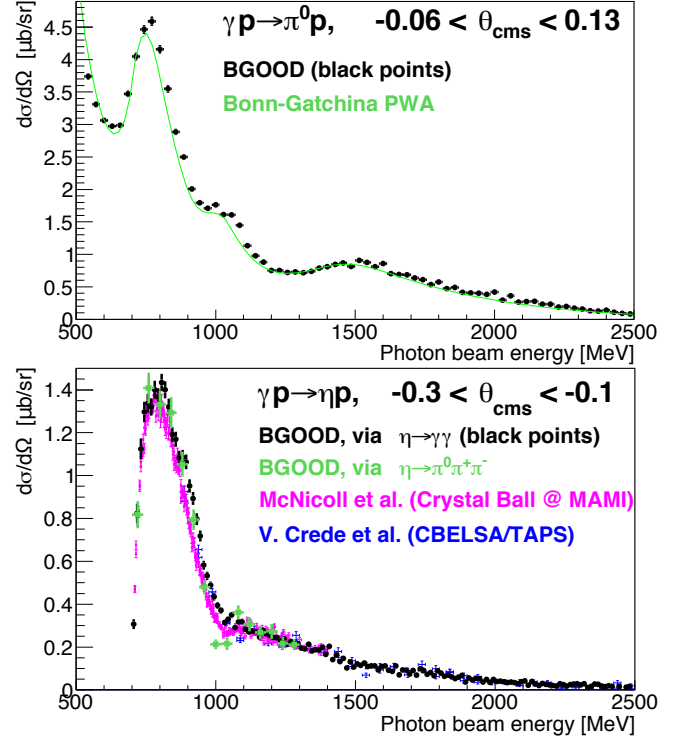 γp→π⁰p, -0.06 < θcms < 0.13
BGOOD (black points)
Bonn-Gatchina PWA
dσ/dΩ [μb/sr]
4.5
4
3.5
3
2.5
2
1.5
1
0.5
0
500 1000 1500 2000 2500
Photon beam energy [MeV]
γp→ηp, -0.3 < θcms < -0.1
BGOOD, via η→γγ (black points)
BGOOD, via η→π⁰π⁺π⁻
McNicoll et al. (Crystal Ball @ MAMI)
V. Crede et al. (CBELSA/TAPS)
dσ/dΩ [μb/sr]
1.4
1.2
1
0.8
0.6
0.4
0.2
0
500 1000 1500 2000 2500
Photon beam energy [MeV]